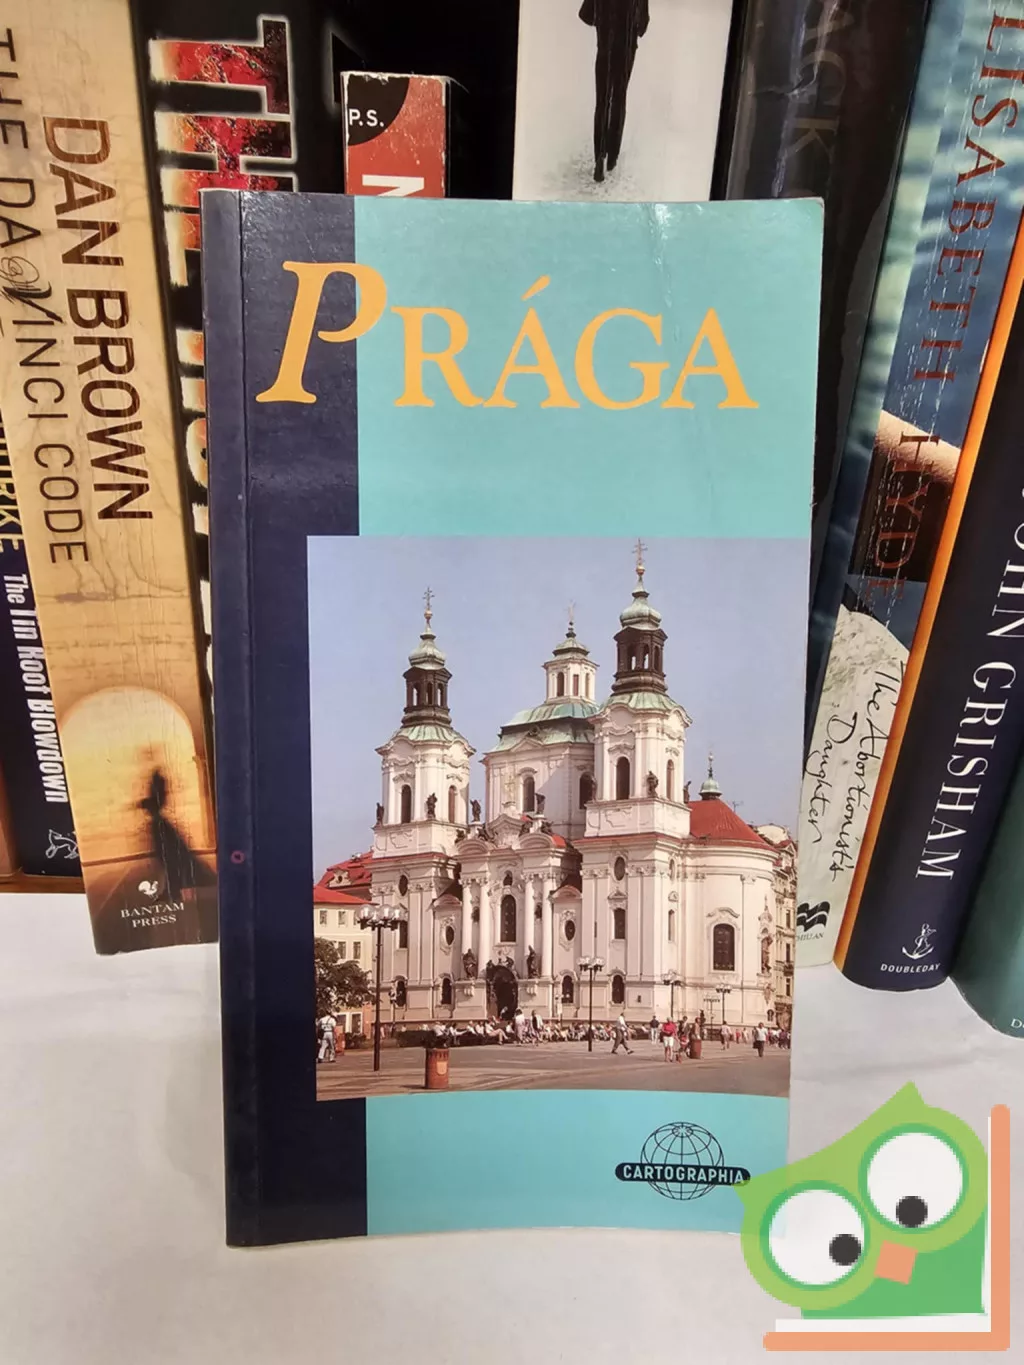 PRÁGA
CARTOGRAPHIA
THE DA VINCI CODE
DAN BROWN
BANTAM
PRESS
The Tin Roof Blowdown
P.S.
LISABETH HYDE
The Abortionist's
Daughter
JOHN GRISHAM
DOUBLEDAY